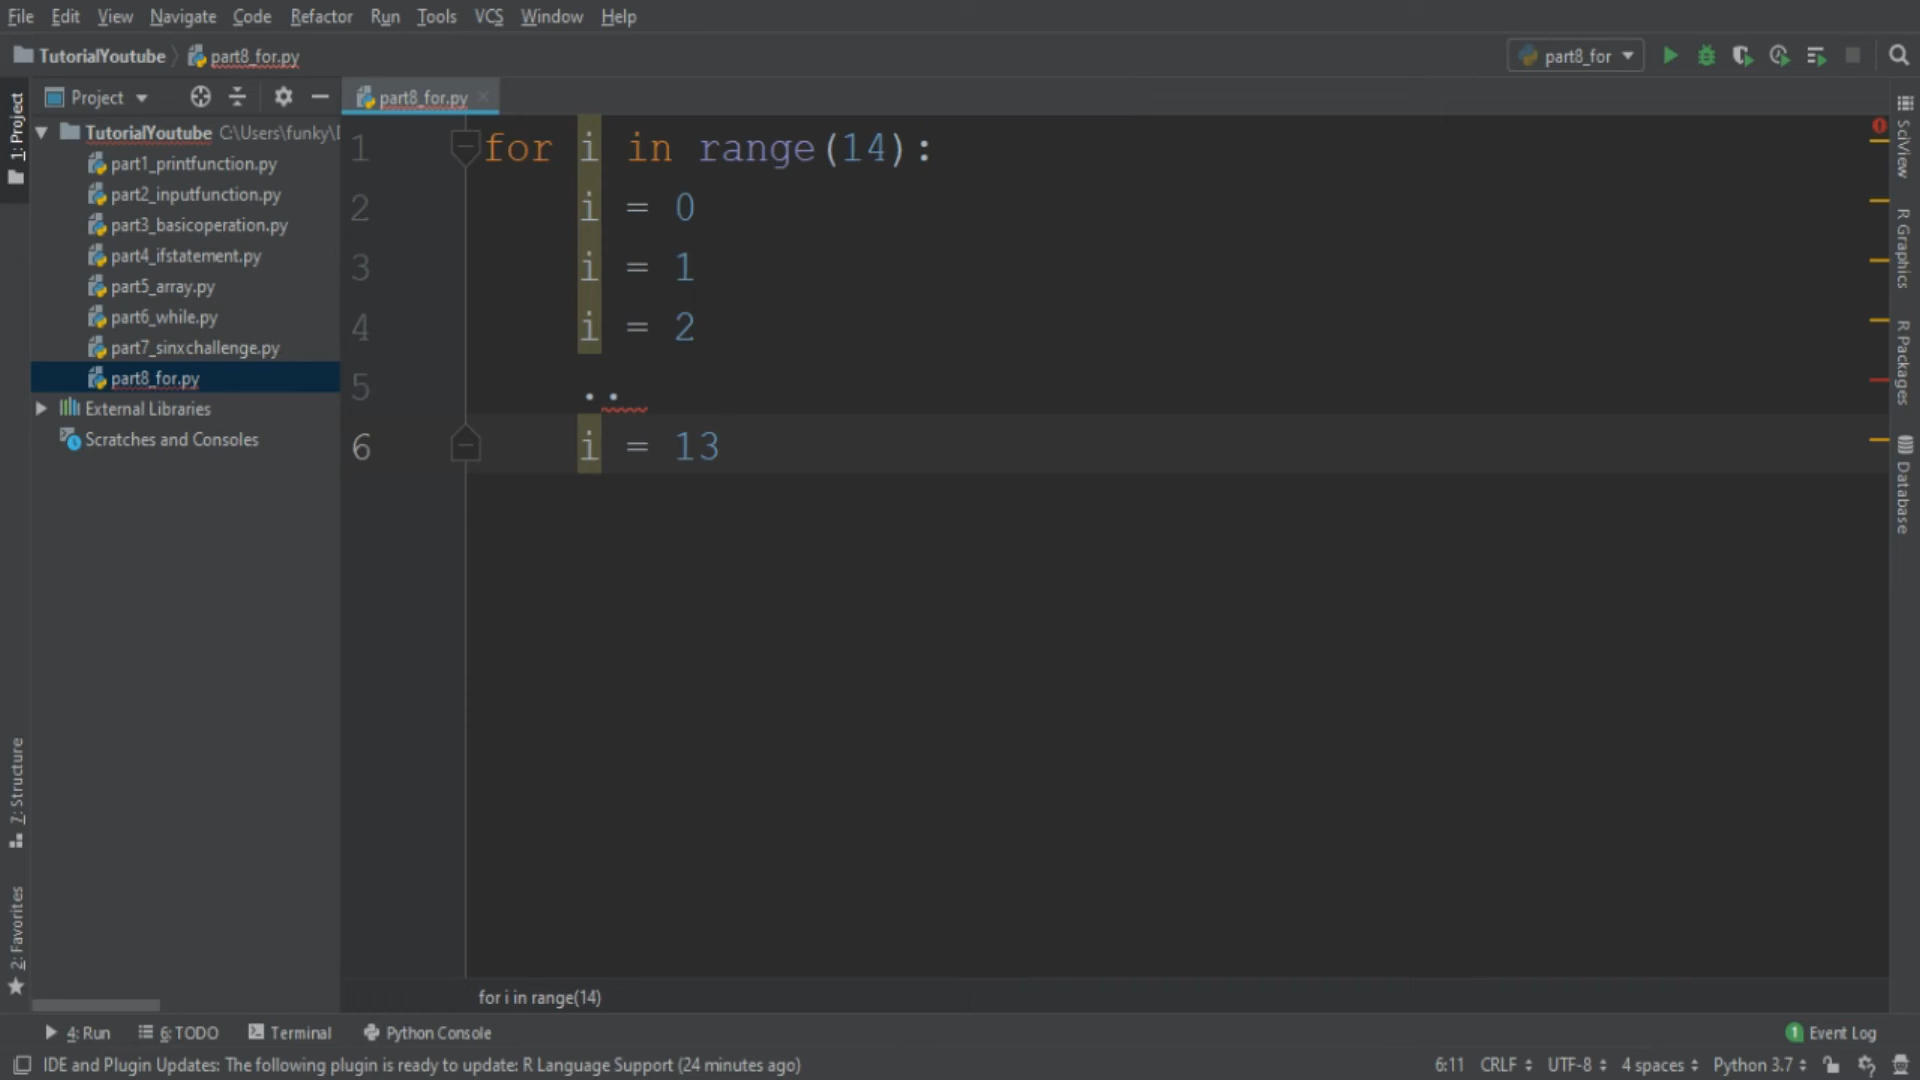 File Edit View Navigate Code Refactor Run Tools VCS Window Help
TutorialYoutube part8_for.py part8_for
1: Project
Project
part8_for.py
TutorialYoutube C:\Users\funky\
part1_printfunction.py
part2_inputfunction.py
part3_basicoperation.py
part4_ifstatement.py
part5_array.py
part6_while.py
part7_sinxchallenge.py
part8_for.py
External Libraries
Scratches and Consoles
1 for i in range(14):
2 i = 0
3 i = 1
4 i = 2
5 ..
6 i = 13
SciView
R Graphics
R Packages
Database
7: Structure
2: Favorites
for i in range(14)
4: Run 6: TODO Terminal Python Console 1 Event Log
IDE and Plugin Updates: The following plugin is ready to update: R Language Support (24 minutes ago) 6:11 CRLF UTF-8 4 spaces Python 3.7